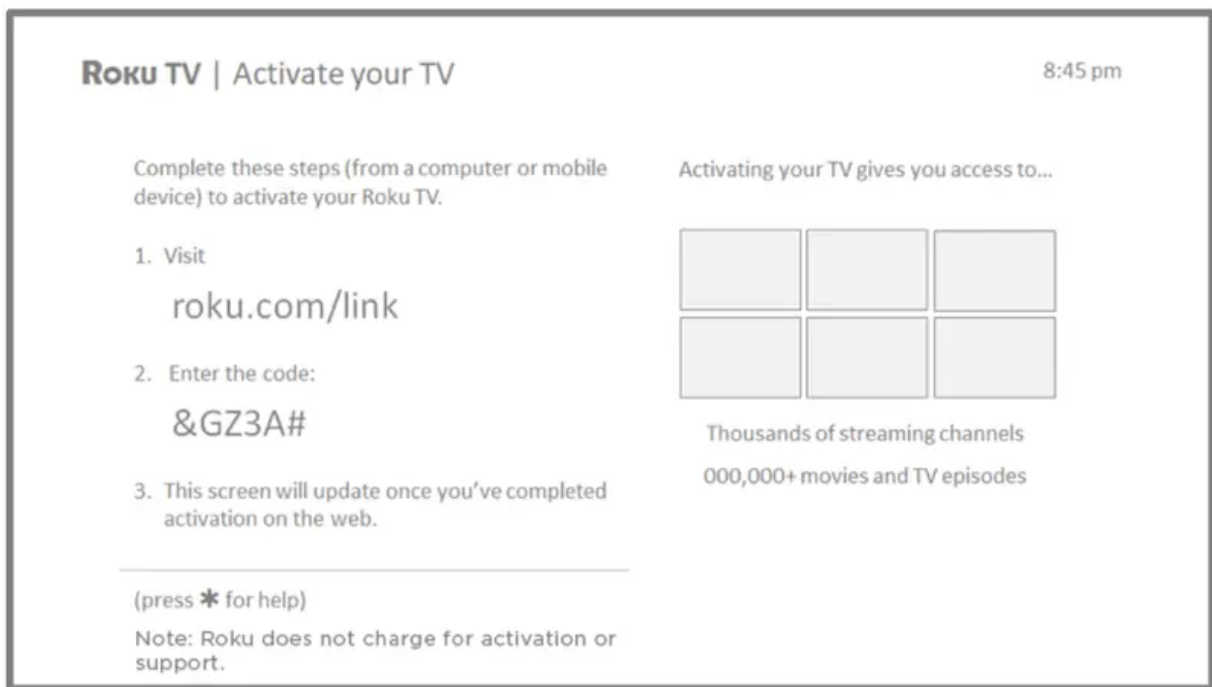 Roku TV | Activate your TV
8:45 pm
Complete these steps (from a computer or mobile
device) to activate your Roku TV.
1. Visit
roku.com/link
2. Enter the code:
&GZ3A#
3. This screen will update once you've completed
activation on the web.
(press ✱ for help)
Note: Roku does not charge for activation or
support.
Activating your TV gives you access to...
Thousands of streaming channels
000,000+ movies and TV episodes